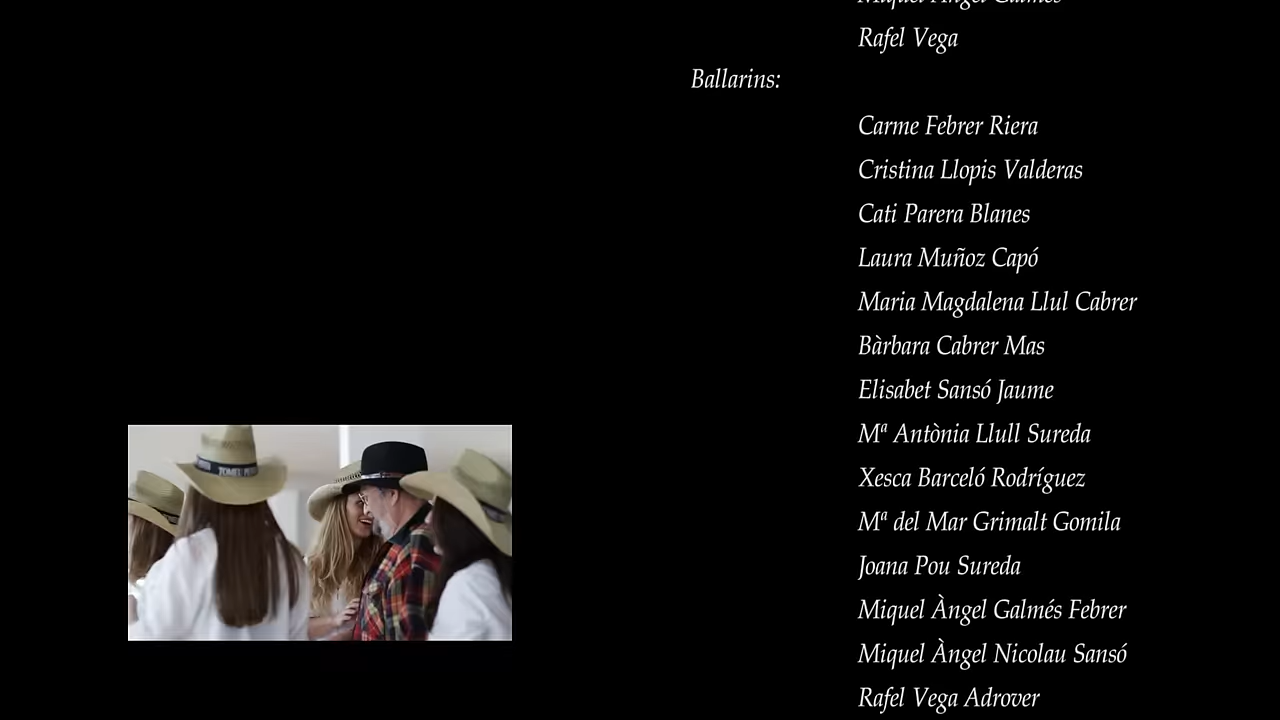 Rafel Vega
Ballarins:
Carme Febrer Riera
Cristina Llopis Valderas
Cati Parera Blanes
Laura Muñoz Capó
Maria Magdalena Llul Cabrer
Bàrbara Cabrer Mas
Elisabet Sansó Jaume
Mª Antònia Llull Sureda
Xesca Barceló Rodríguez
Mª del Mar Grimalt Gomila
Joana Pou Sureda
Miquel Àngel Galmés Febrer
Miquel Àngel Nicolau Sansó
Rafel Vega Adrover